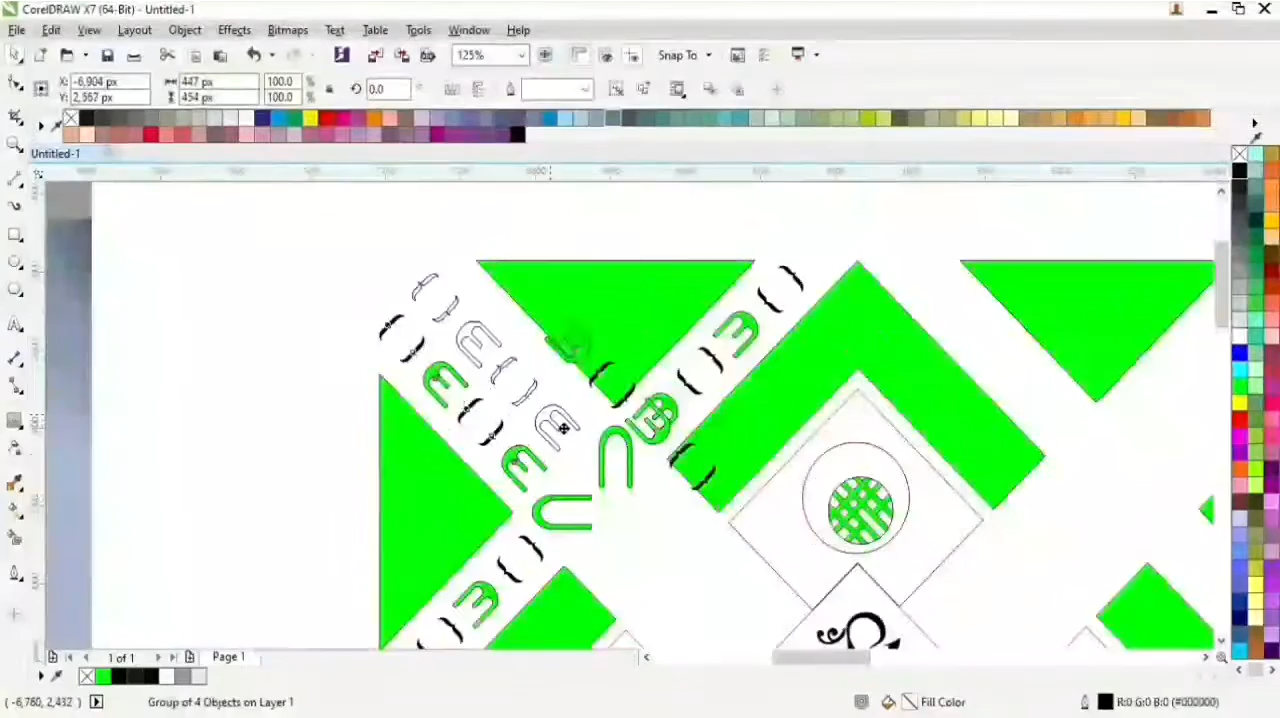 CorelDRAW X7 (64-Bit) - Untitled-1
File Edit View Layout Object Effects Bitmaps Text Table Tools Window Help
125% Snap To
X: -6,904 px 447 px 100.0 % 0.0
Y: 2,567 px 454 px 100.0 %
Untitled-1
1 of 1 Page 1
( -6,760, 2,432 ) Group of 4 Objects on Layer 1 Fill Color R:0 G:0 B:0 (#000000)